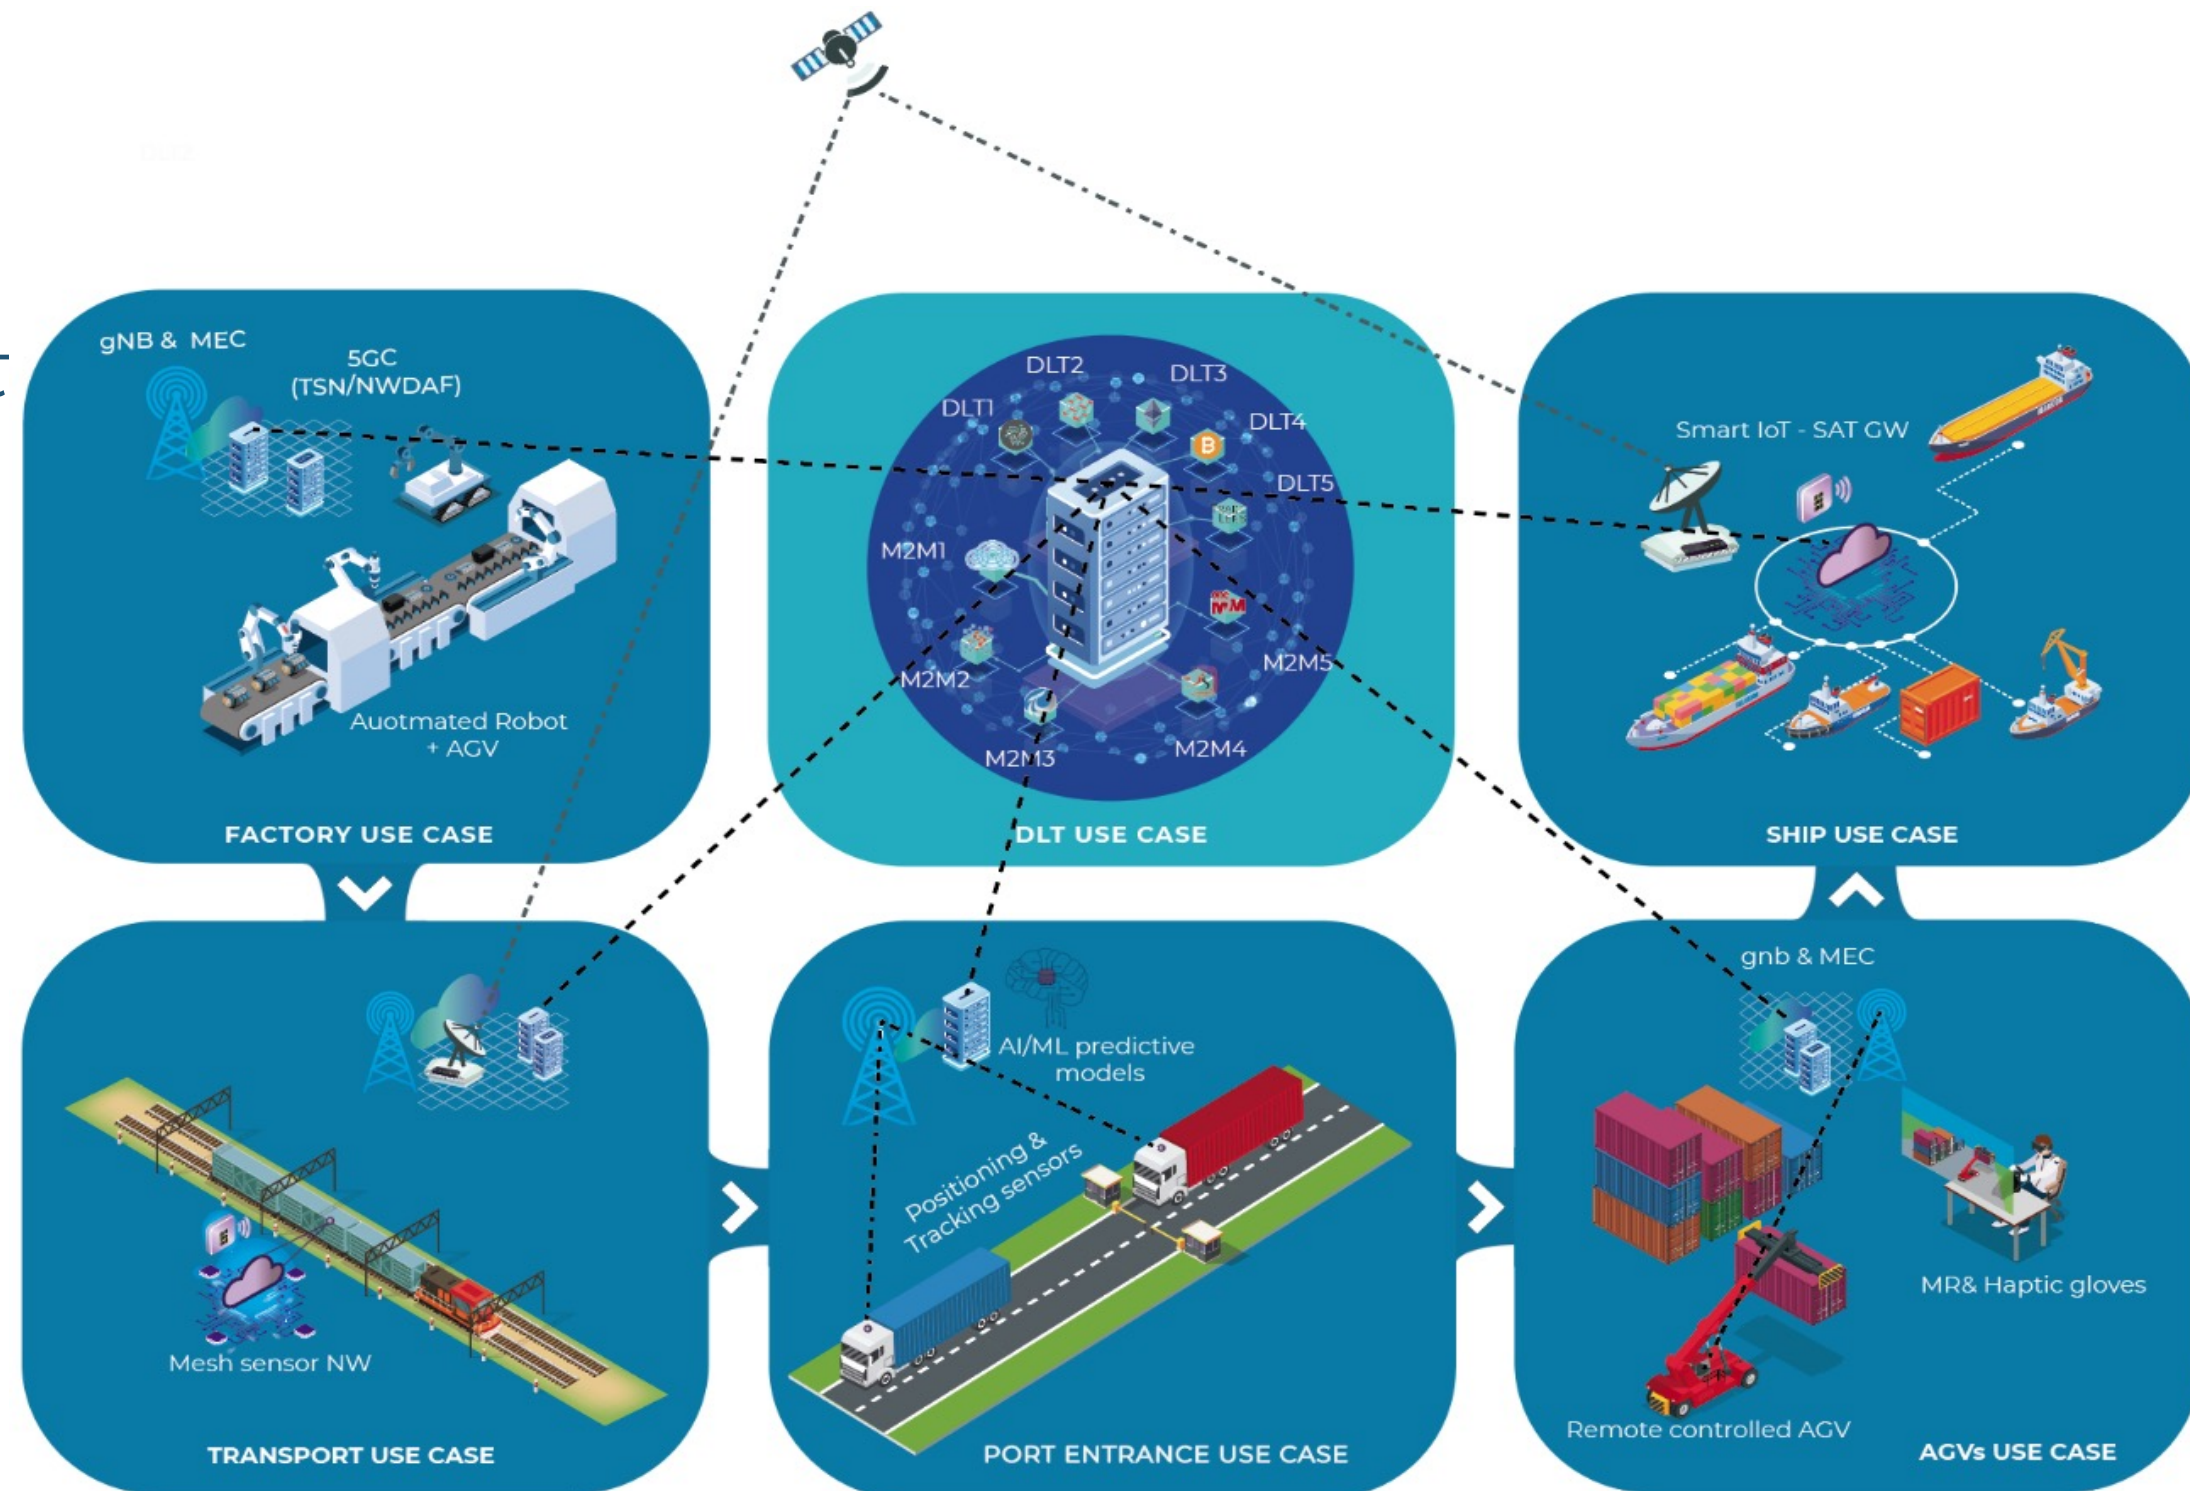 gNB & MEC
5GC
(TSN/NWDAF)
Auotmated Robot
+ AGV
FACTORY USE CASE
DLT1
DLT2
DLT3
DLT4
DLT5
M2M1
M2M2
M2M3
M2M4
M2M5
DLT USE CASE
Smart IoT - SAT GW
SHIP USE CASE
Mesh sensor NW
TRANSPORT USE CASE
AI/ML predictive
models
Positioning &
Tracking sensors
PORT ENTRANCE USE CASE
gnb & MEC
MR& Haptic gloves
Remote controlled AGV
AGVs USE CASE